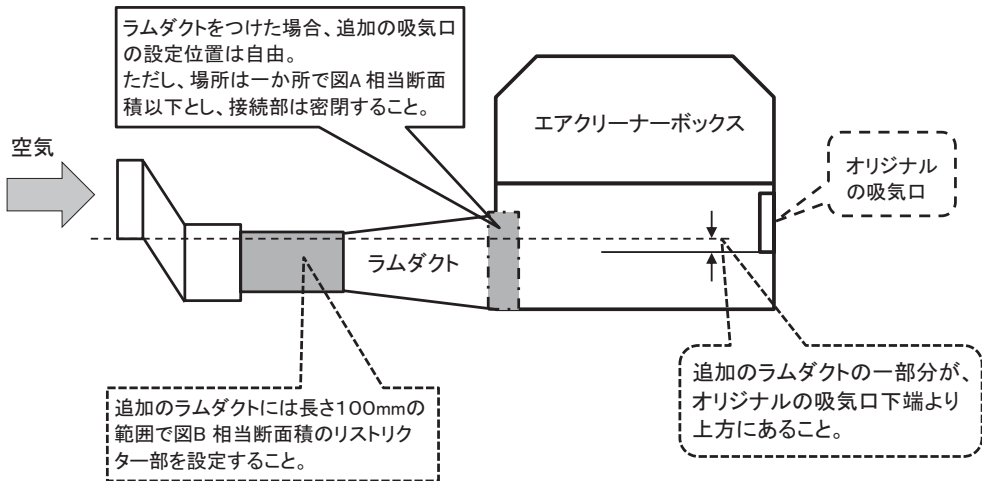 ラムダクトをつけた場合、追加の吸気口
の設定位置は自由。
ただし、場所は一か所で図A 相当断面
積以下とし、接続部は密閉すること。
空気
エアクリーナーボックス
オリジナル
の吸気口
ラムダクト
追加のラムダクトの一部分が、
オリジナルの吸気口下端より
上方にあること。
追加のラムダクトには長さ100mmの
範囲で図B 相当断面積のリストリク
ター部を設定すること。